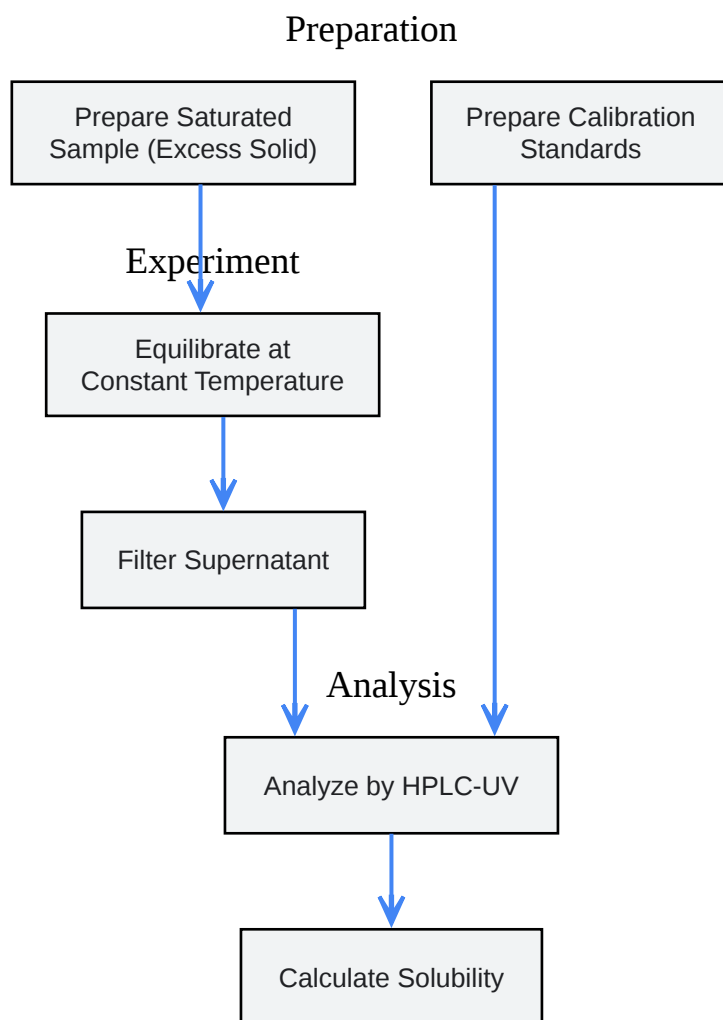 Preparation
Prepare Saturated
Sample (Excess Solid)
Prepare Calibration
Standards
Experiment
Equilibrate at
Constant Temperature
Filter Supernatant
Analysis
Analyze by HPLC-UV
Calculate Solubility